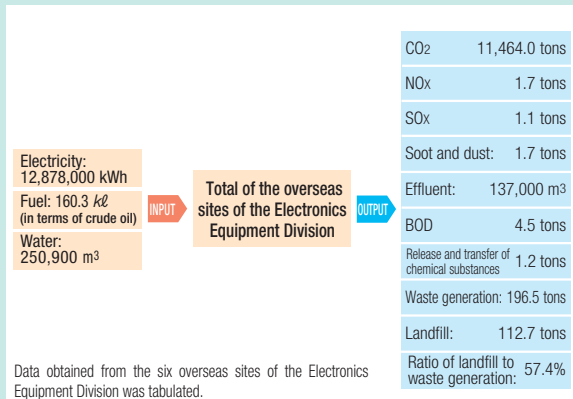 Electricity:
12,878,000 kWh
Fuel: 160.3 kℓ
(in terms of crude oil)
Water:
250,900 m³
INPUT
Total of the overseas
sites of the Electronics
Equipment Division
OUTPUT
CO₂ 11,464.0 tons
NOx 1.7 tons
SOx 1.1 tons
Soot and dust: 1.7 tons
Effluent: 137,000 m³
BOD 4.5 tons
Release and transfer of
chemical substances 1.2 tons
Waste generation: 196.5 tons
Landfill: 112.7 tons
Ratio of landfill to
waste generation: 57.4%
Data obtained from the six overseas sites of the Electronics
Equipment Division was tabulated.